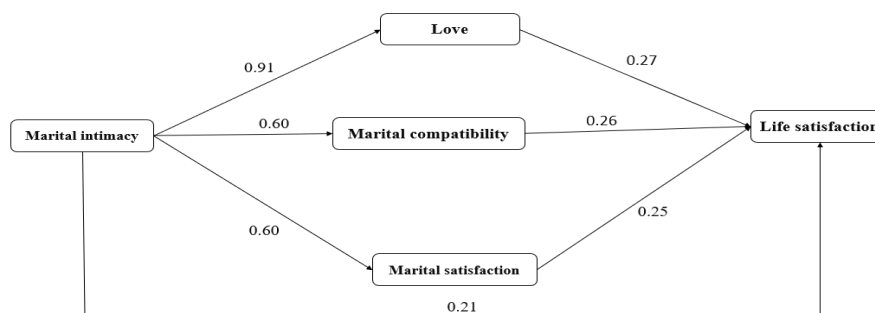 Love
0.91
0.27
Marital intimacy
0.60
Marital compatibility
0.26
Life satisfaction
0.60
0.25
Marital satisfaction
0.21